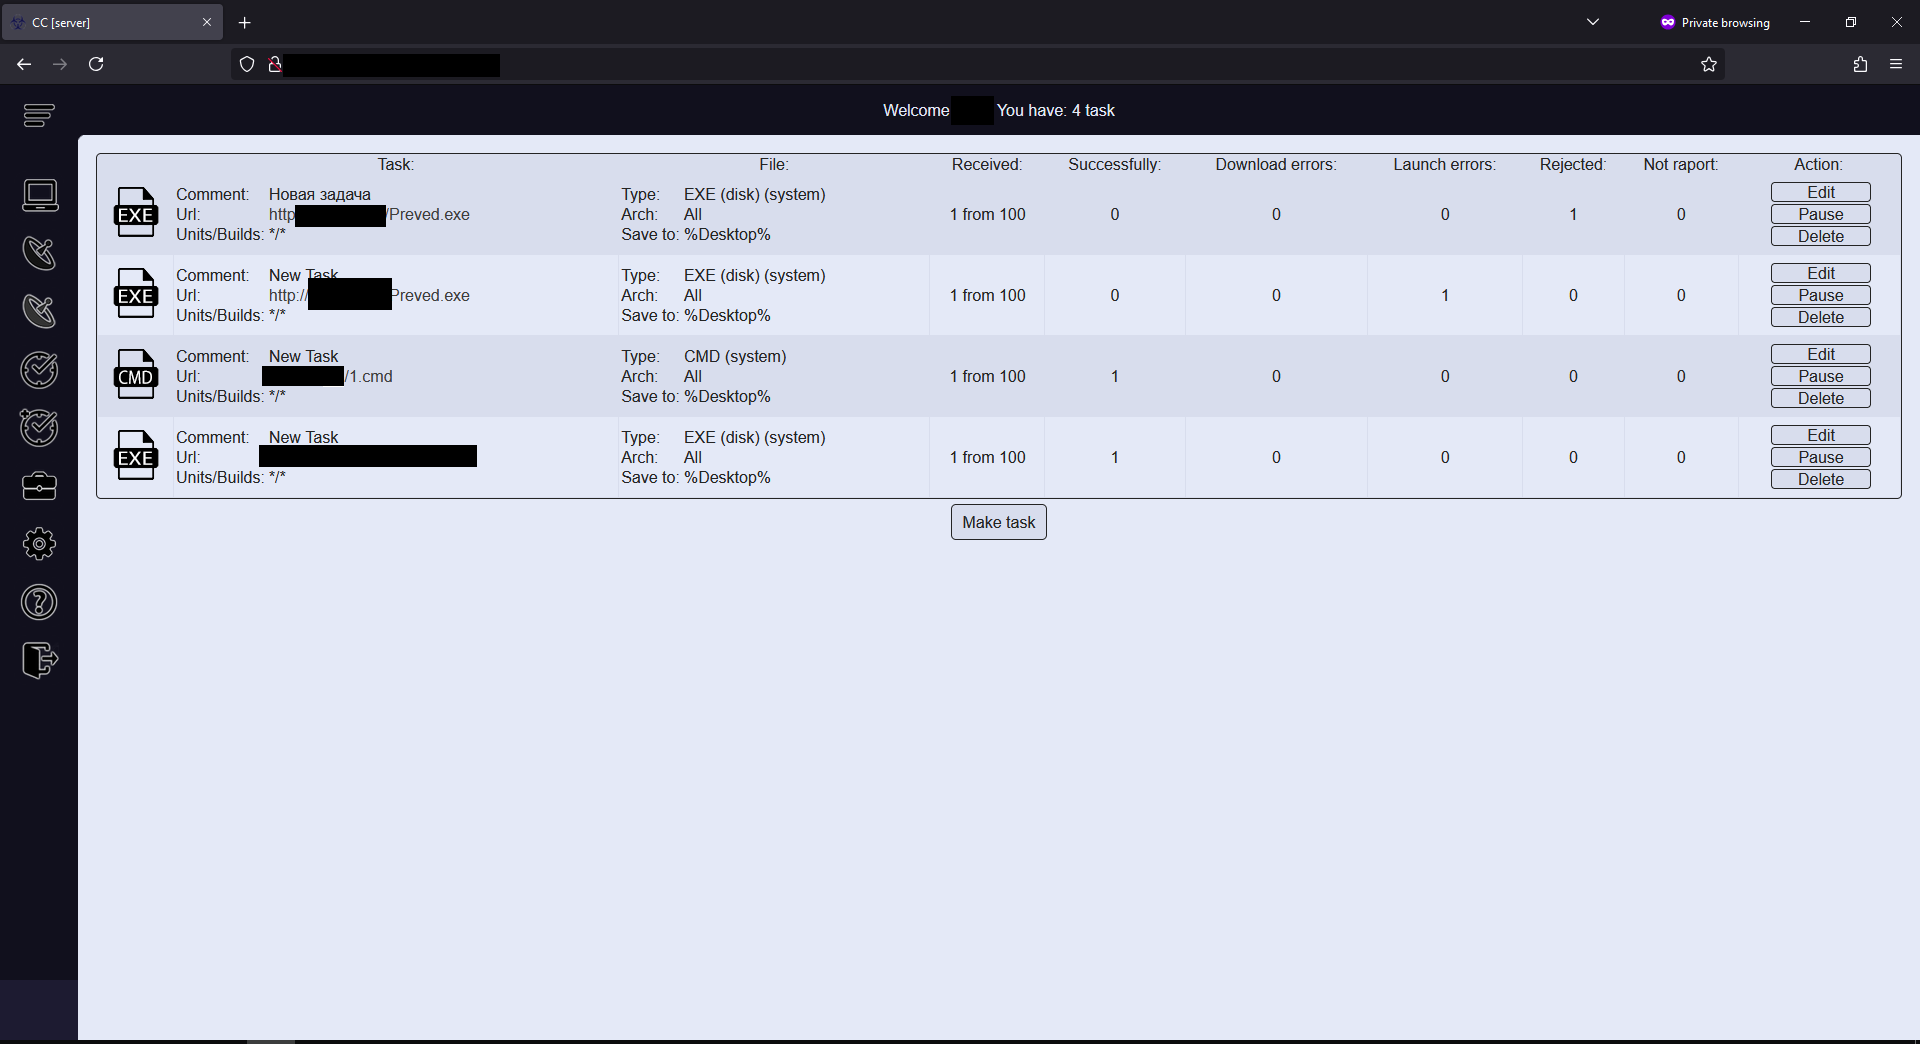 CC [server]
Private browsing
Welcome You have: 4 task
Task: File: Received: Successfully: Download errors: Launch errors: Rejected: Not raport: Action:
EXE
Comment: Новая задача
Url: http /Preved.exe
Units/Builds: */*
Type: EXE (disk) (system)
Arch: All
Save to: %Desktop%
1 from 100 0 0 0 1 0
Edit
Pause
Delete
EXE
Comment: New Task
Url: http:// Preved.exe
Units/Builds: */*
Type: EXE (disk) (system)
Arch: All
Save to: %Desktop%
1 from 100 0 0 1 0 0
Edit
Pause
Delete
CMD
Comment: New Task
Url: /1.cmd
Units/Builds: */*
Type: CMD (system)
Arch: All
Save to: %Desktop%
1 from 100 1 0 0 0 0
Edit
Pause
Delete
EXE
Comment: New Task
Url:
Units/Builds: */*
Type: EXE (disk) (system)
Arch: All
Save to: %Desktop%
1 from 100 1 0 0 0 0
Edit
Pause
Delete
Make task